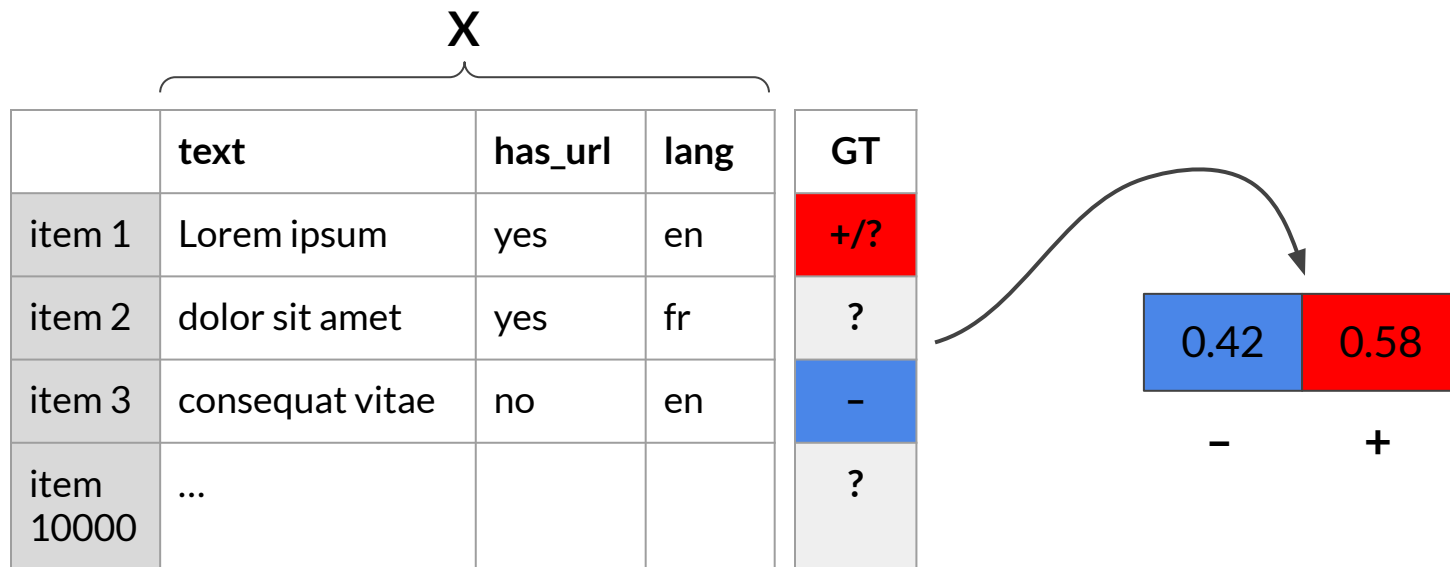 X
text has_url lang GT
item 1 Lorem ipsum yes en +/?
item 2 dolor sit amet yes fr ?
0.42 0.58
item 3 consequat vitae no en –
– +
item … ?
10000